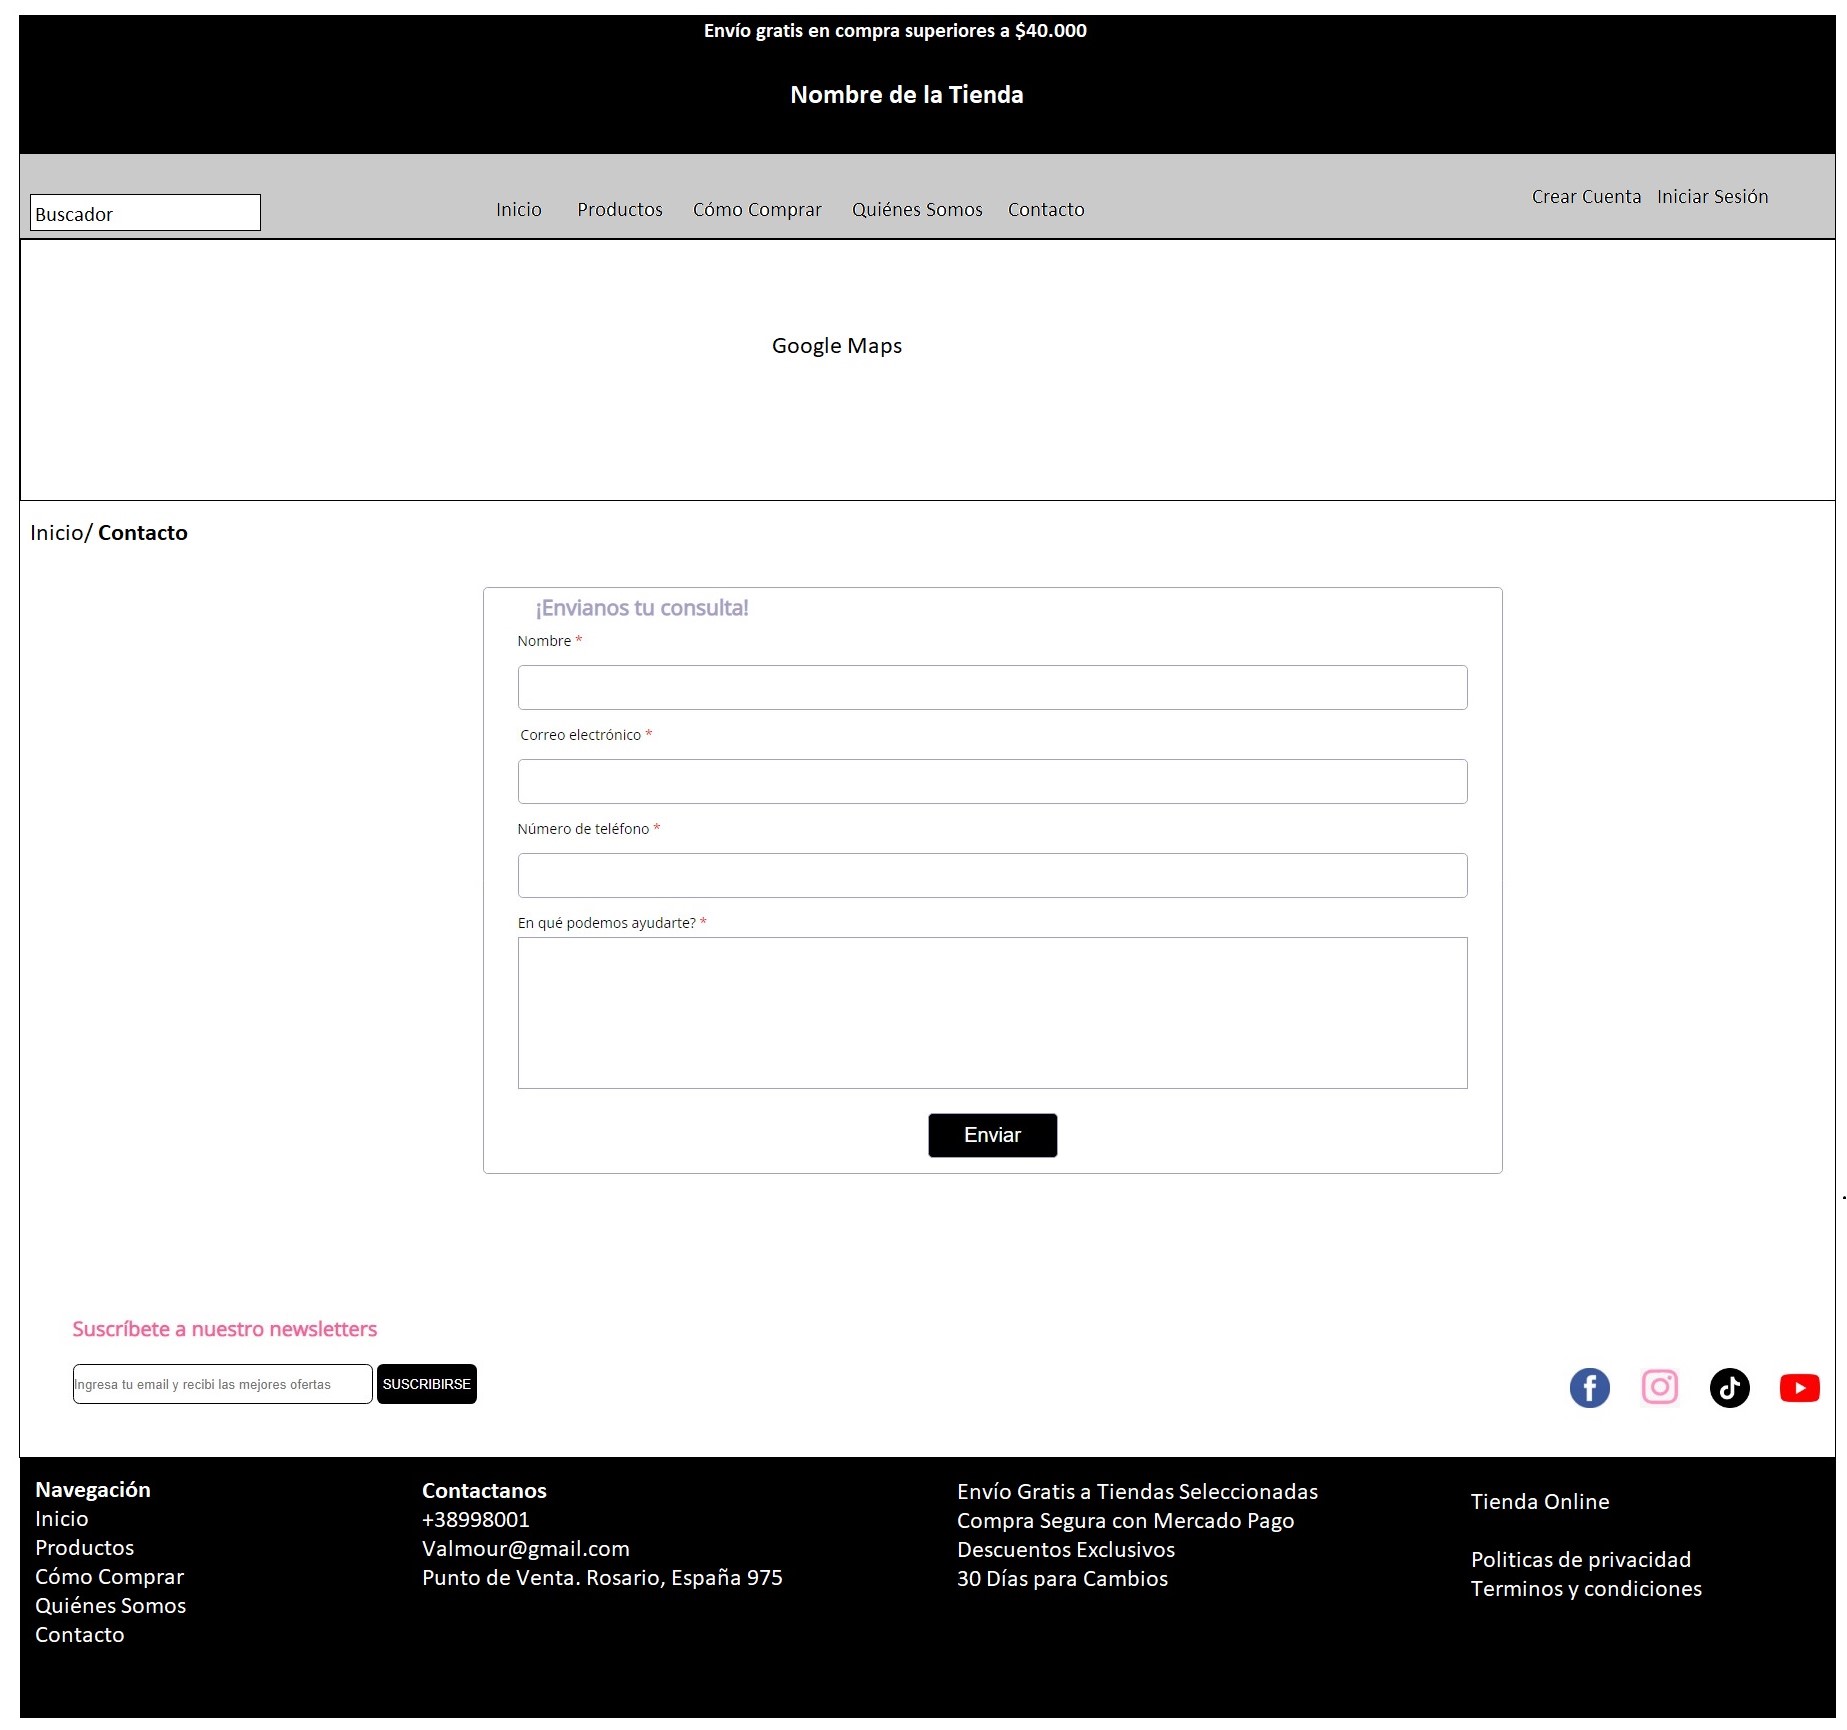 Envío gratis en compra superiores a $40.000
Nombre de la Tienda
Buscador
Inicio Productos Cómo Comprar Quiénes Somos Contacto
Crear Cuenta Iniciar Sesión
Google Maps
Inicio/ Contacto
¡Envianos tu consulta!
Nombre *
Correo electrónico *
Número de teléfono *
En qué podemos ayudarte? *
Enviar
Suscríbete a nuestro newsletters
Ingresa tu email y recibi las mejores ofertas
SUSCRIBIRSE
Navegación
Inicio
Productos
Cómo Comprar
Quiénes Somos
Contacto
Contactanos
+38998001
Valmour@gmail.com
Punto de Venta. Rosario, España 975
Envío Gratis a Tiendas Seleccionadas
Compra Segura con Mercado Pago
Descuentos Exclusivos
30 Días para Cambios
Tienda Online
Politicas de privacidad
Terminos y condiciones